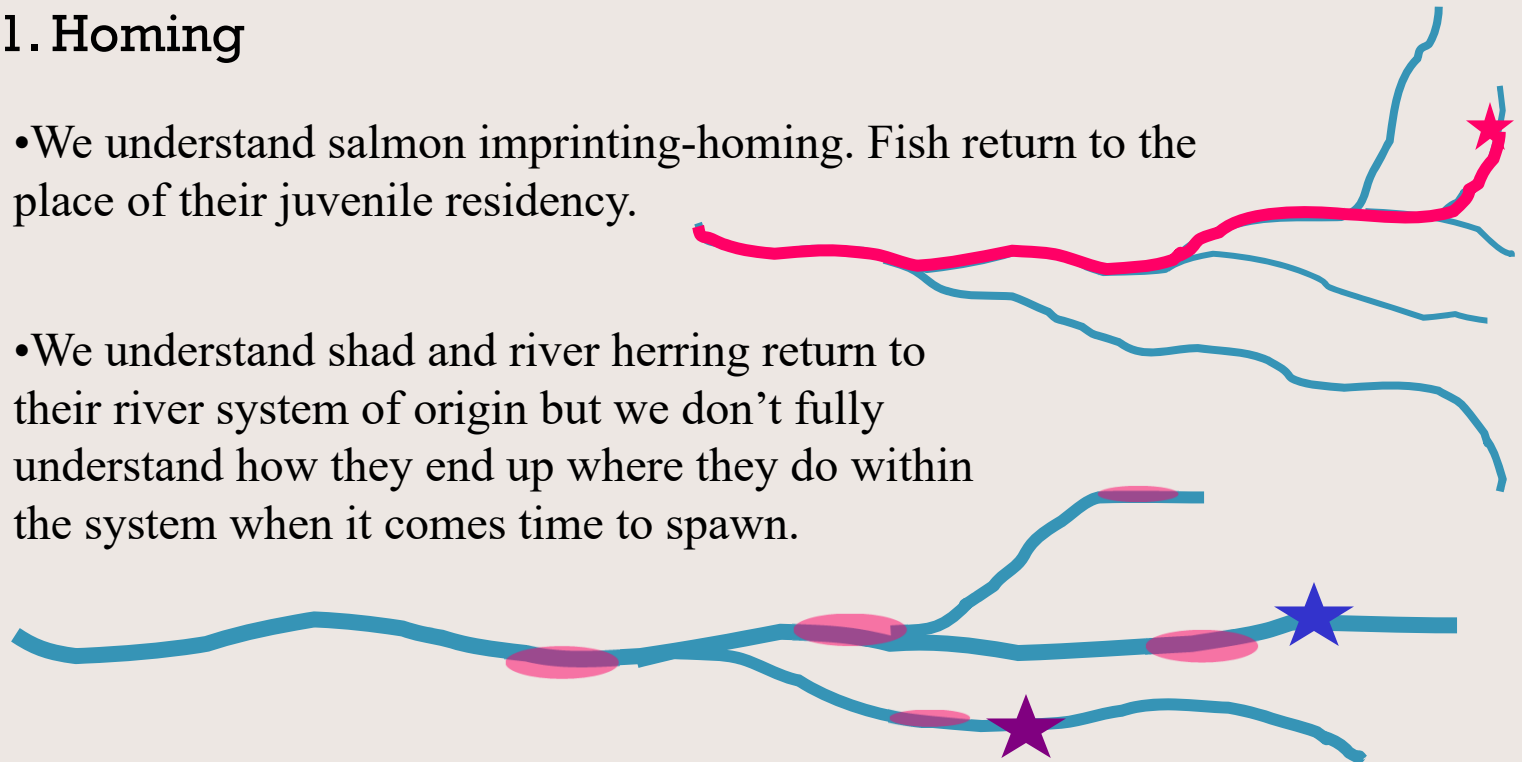 1. Homing
•We understand salmon imprinting-homing. Fish return to the
place of their juvenile residency.
•We understand shad and river herring return to
their river system of origin but we don’t fully
understand how they end up where they do within
the system when it comes time to spawn.